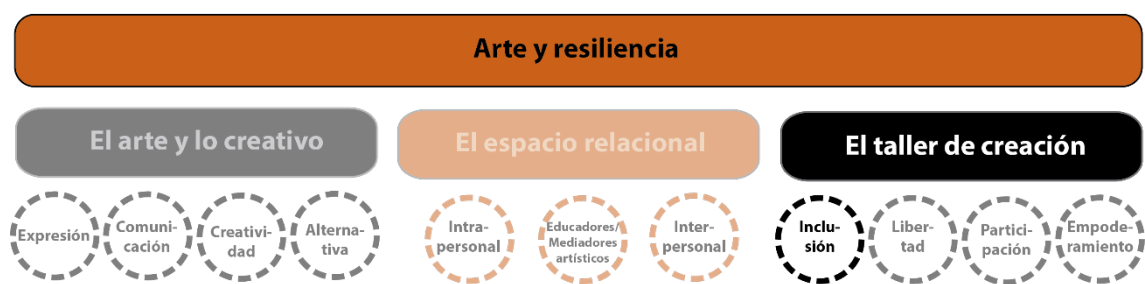 Arte y resiliencia
El arte y lo creativo
El espacio relacional
El taller de creación
Expresión
Comuni-
cación
Creativi-
dad
Alterna-
tiva
Intra-
personal
Educadores/
Mediadores
artísticos
Inter-
personal
Inclu-
sión
Liber-
tad
Partici-
pación
Empode-
ramiento